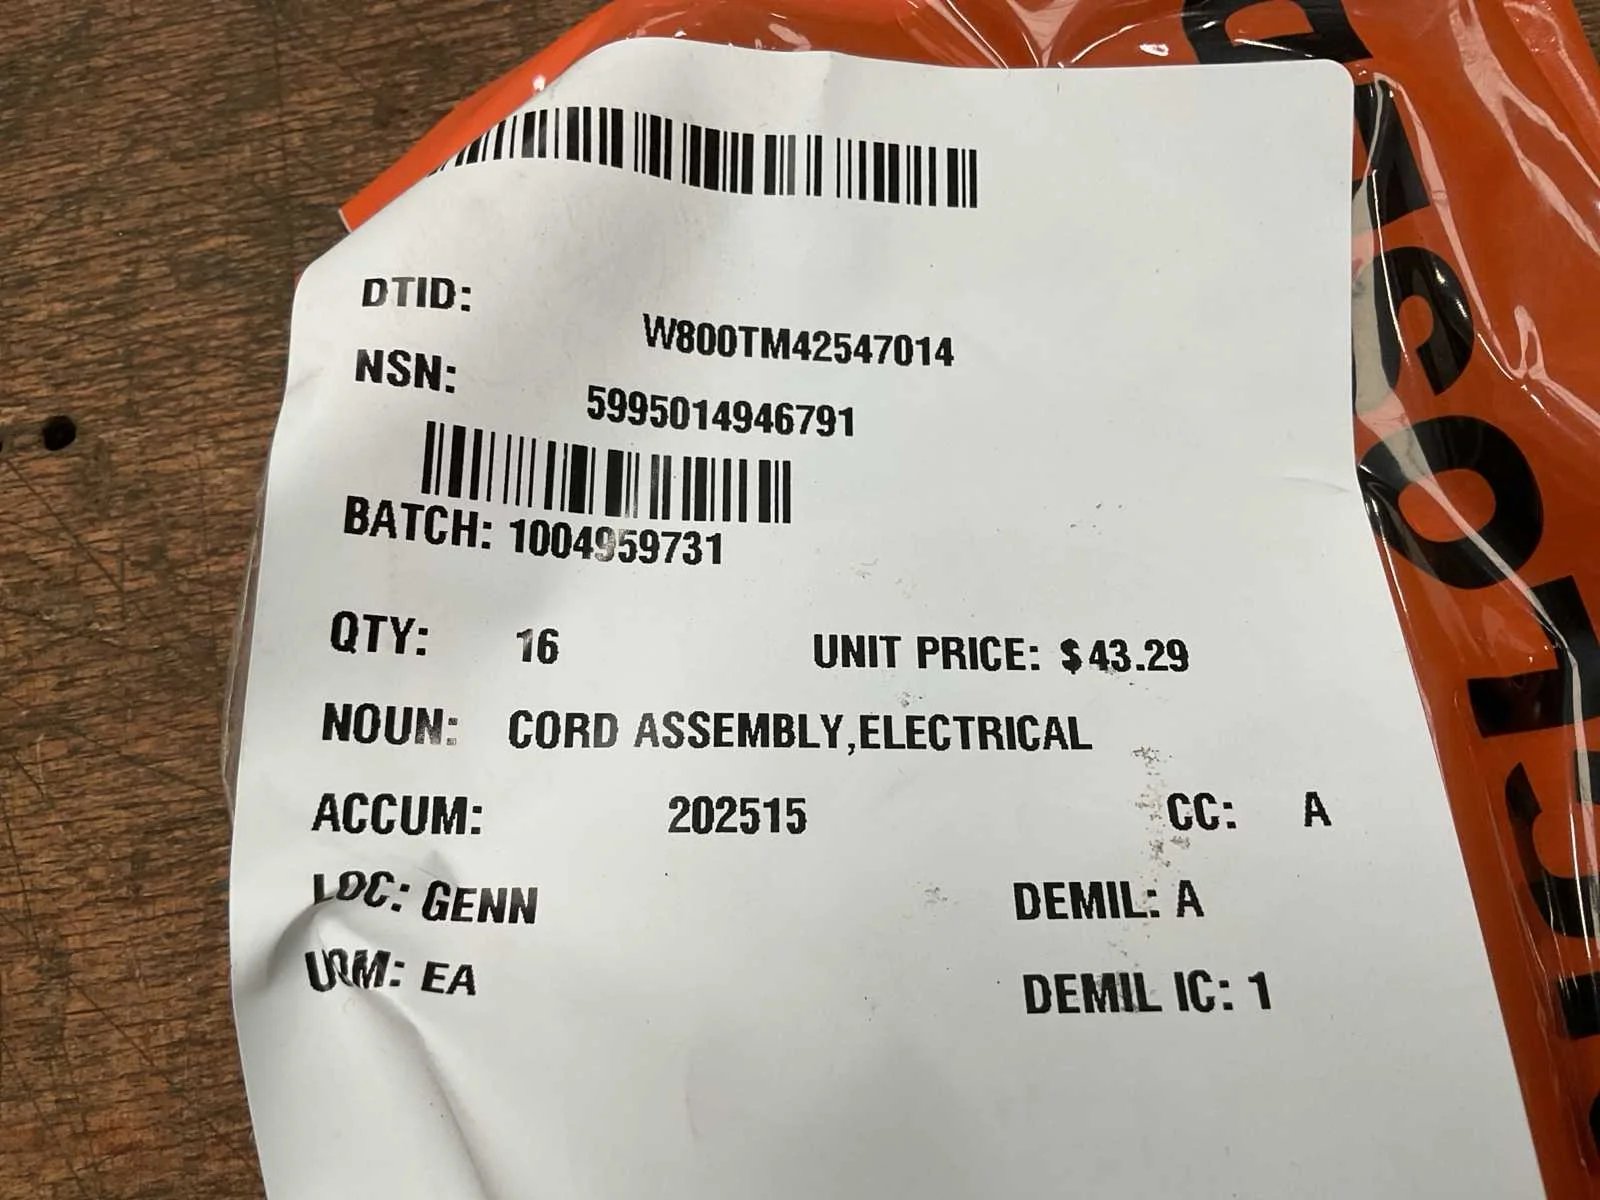 DTID:
W800TM42547014
NSN:
5995014946791
BATCH: 1004959731
QTY: 16 UNIT PRICE: $43.29
NOUN: CORD ASSEMBLY,ELECTRICAL
ACCUM: 202515 CC: A
LOC: GENN DEMIL: A
UOM: EA DEMIL IC: 1